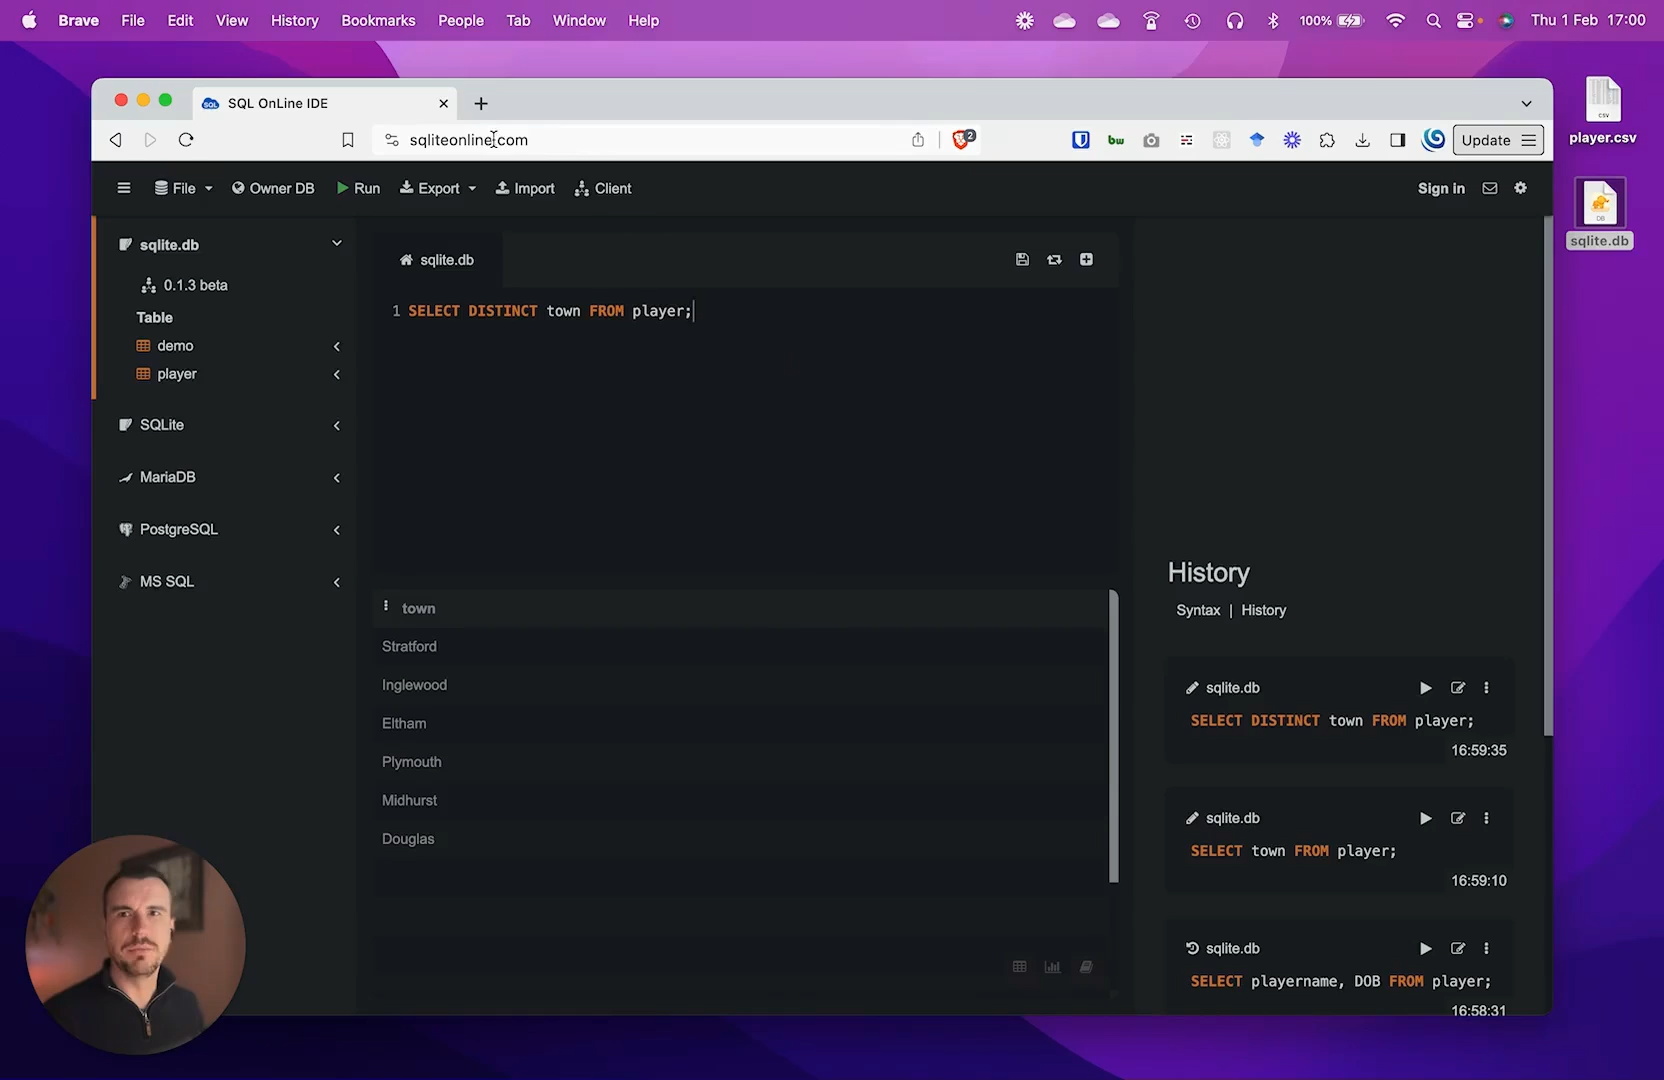 Brave File Edit View History Bookmarks People Tab Window Help 100% Thu 1 Feb 17:00
SQL OnLine IDE
sqliteonline.com 2 bw Update
File Owner DB Run Export Import Client Sign in
player.csv
sqlite.db
sqlite.db
0.1.3 beta
Table
demo
player
SQLite
MariaDB
PostgreSQL
MS SQL
sqlite.db
1 SELECT DISTINCT town FROM player;
town
Stratford
Inglewood
Eltham
Plymouth
Midhurst
Douglas
History
Syntax | History
sqlite.db
SELECT DISTINCT town FROM player;
16:59:35
sqlite.db
SELECT town FROM player;
16:59:10
sqlite.db
SELECT playername, DOB FROM player;
16:58:31